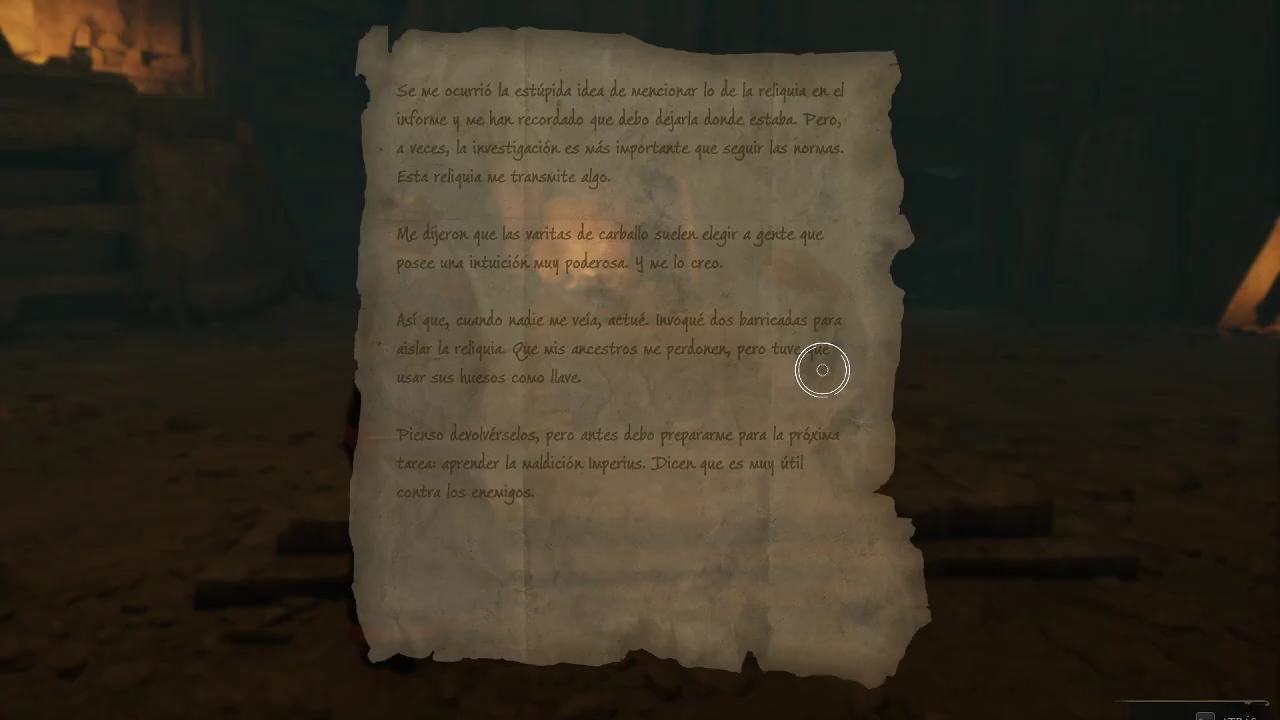 Se me ocurrió la estúpida idea de mencionar lo de la reliquia en el
informe y me han recordado que debo dejarla donde estaba. Pero,
a veces, la investigación es más importante que seguir las normas.
Esta reliquia me transmite algo.
Me dijeron que las varitas de carballo suelen elegir a gente que
posee una intuición muy poderosa. Y me lo creo.
Así que, cuando nadie me veía, actué. Invoqué dos barricadas para
aislar la reliquia. Que mis ancestros me perdonen, pero tuve que
usar sus huesos como llave.
Pienso devolvérselos, pero antes debo prepararme para la próxima
tarea: aprender la maldición Imperius. Dicen que es muy útil
contra los enemigos.